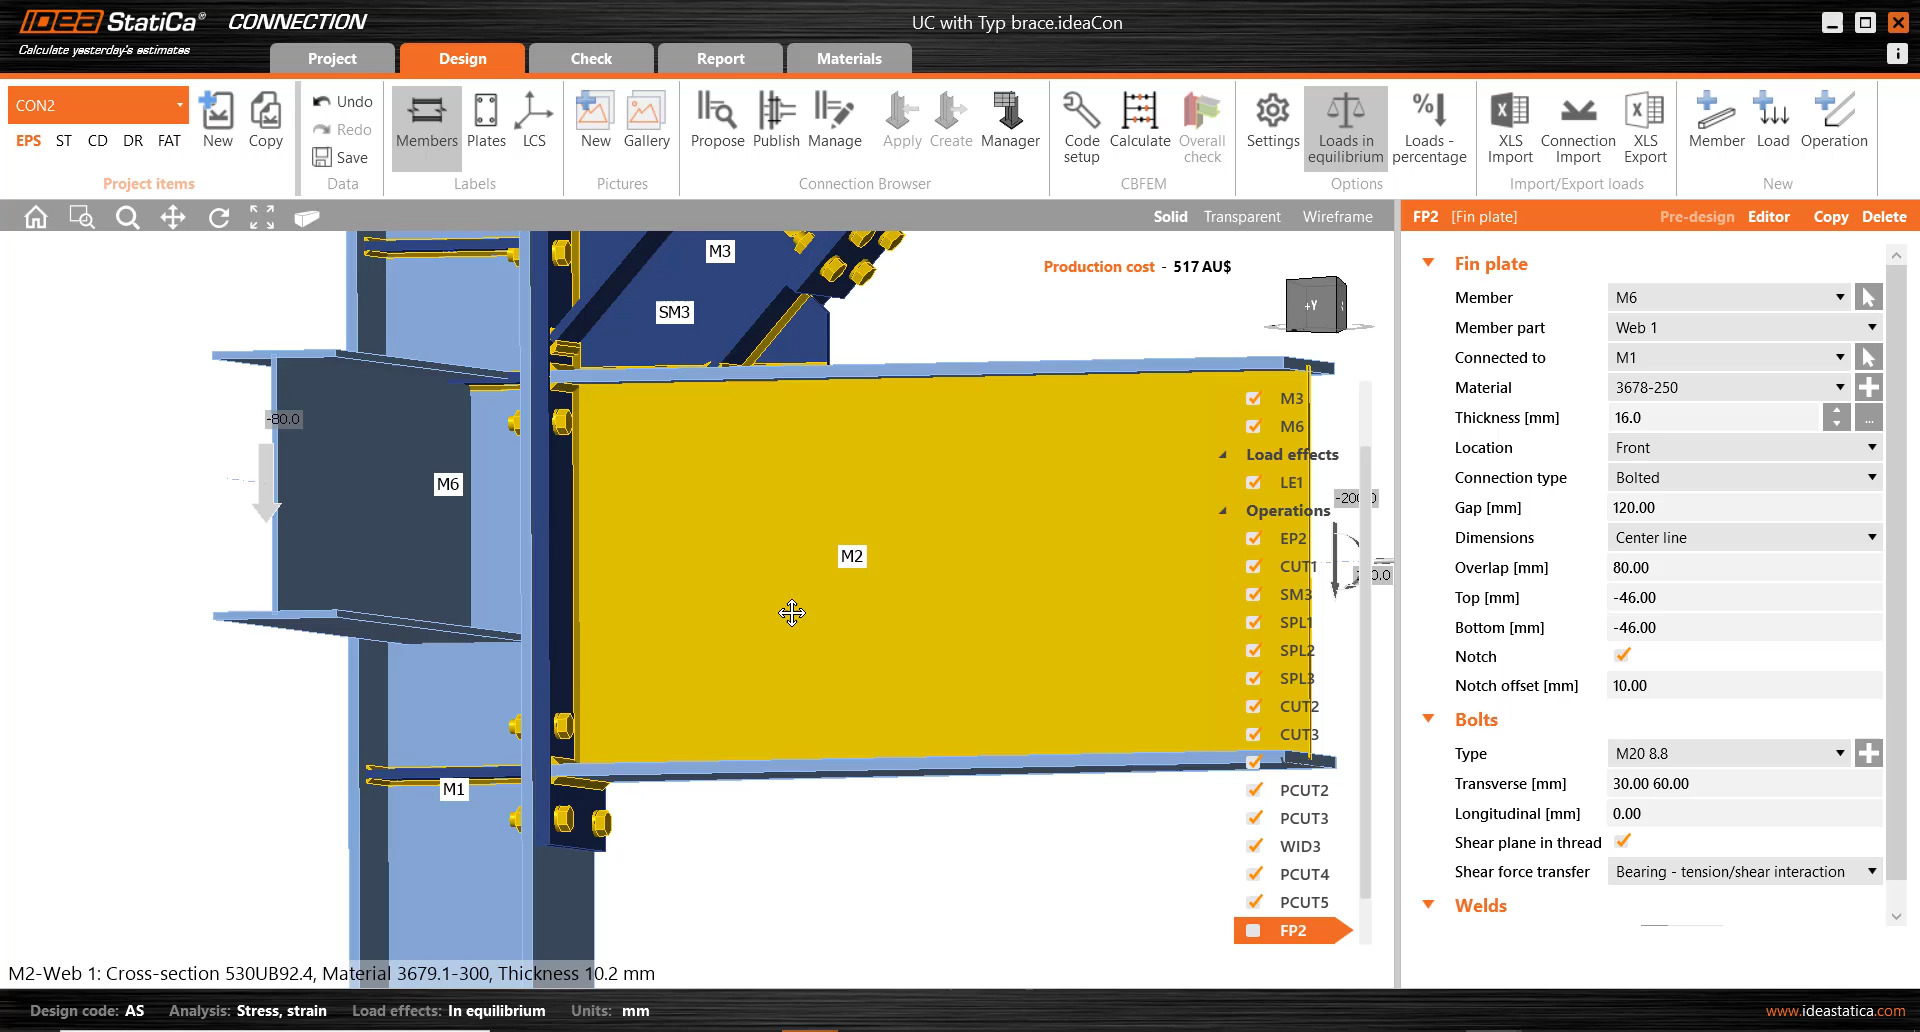 IDEA StatiCa® CONNECTION
Calculate yesterday's estimates
UC with Typ brace.ideaCon
Project
Design
Check
Report
Materials
CON2
EPS ST CD DR FAT
New
Copy
Project items
Undo
Redo
Save
Data
Members
Plates
LCS
Labels
New
Gallery
Pictures
Propose
Publish
Manage
Apply
Create
Manager
Connection Browser
Code setup
Calculate
Overall check
CBFEM
Settings
Loads in equilibrium
Loads - percentage
Options
XLS Import
Connection Import
XLS Export
Import/Export loads
Member
Load
Operation
New
Solid Transparent Wireframe
FP2 [Fin plate] Pre-design Editor Copy Delete
Production cost - 517 AU$
+Y
M3
SM3
-80.0
M6
M2
M1
M3
M6
Load effects
LE1
Operations
EP2
CUT1
SM3
SPL1
SPL2
SPL3
CUT2
CUT3
PCUT2
PCUT3
WID3
PCUT4
PCUT5
FP2
Fin plate
Member M6
Member part Web 1
Connected to M1
Material 3678-250
Thickness [mm] 16.0
Location Front
Connection type Bolted
Gap [mm] 120.00
Dimensions Center line
Overlap [mm] 80.00
Top [mm] -46.00
Bottom [mm] -46.00
Notch
Notch offset [mm] 10.00
Bolts
Type M20 8.8
Transverse [mm] 30.00 60.00
Longitudinal [mm] 0.00
Shear plane in thread
Shear force transfer Bearing - tension/shear interaction
Welds
M2-Web 1: Cross-section 530UB92.4, Material 3679.1-300, Thickness 10.2 mm
Design code: AS Analysis: Stress, strain Load effects: In equilibrium Units: mm
www.ideastatica.com